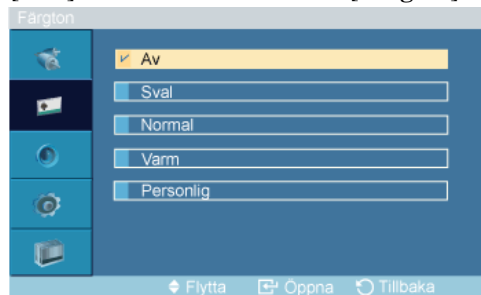 Färgton
Av
Sval
Normal
Varm
Personlig
Flytta Öppna Tillbaka